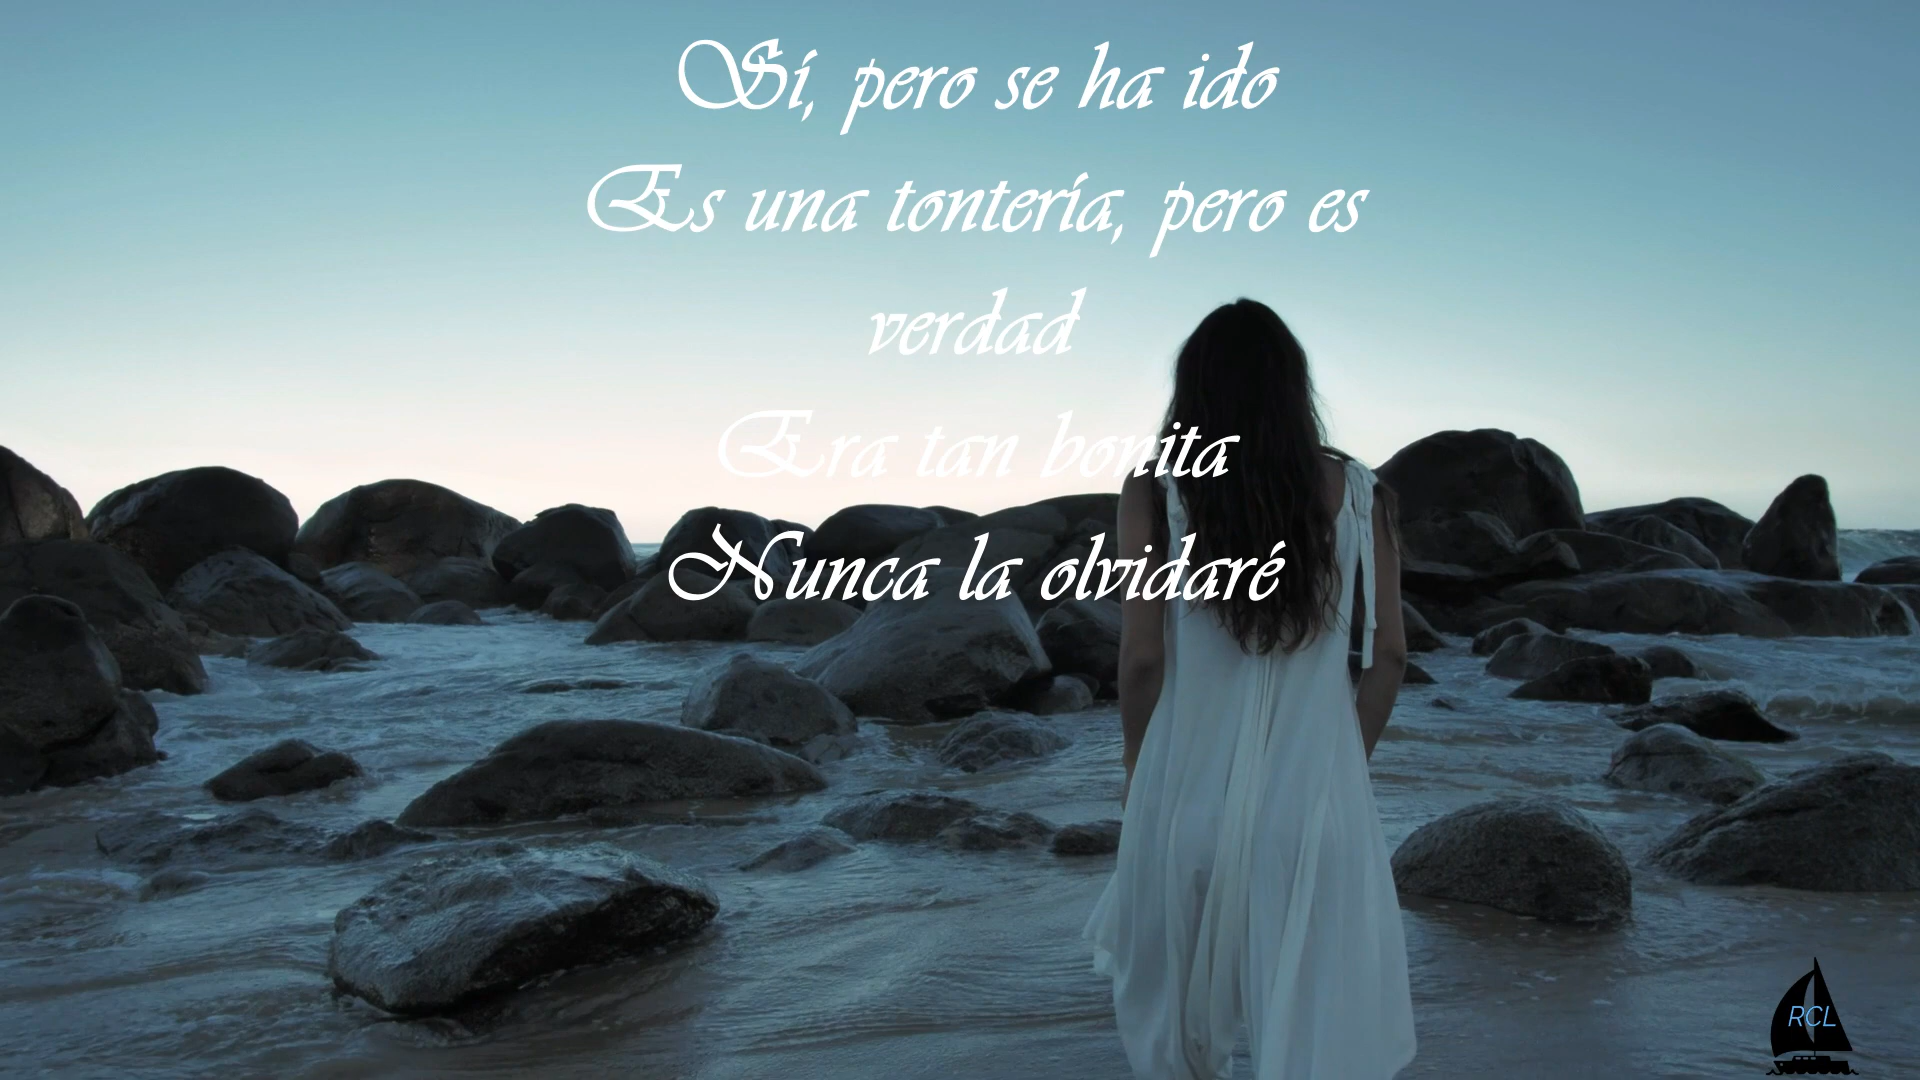 Sí, pero se ha ido
Es una tontería, pero es
verdad
Era tan bonita
Nunca la olvidaré
RCL